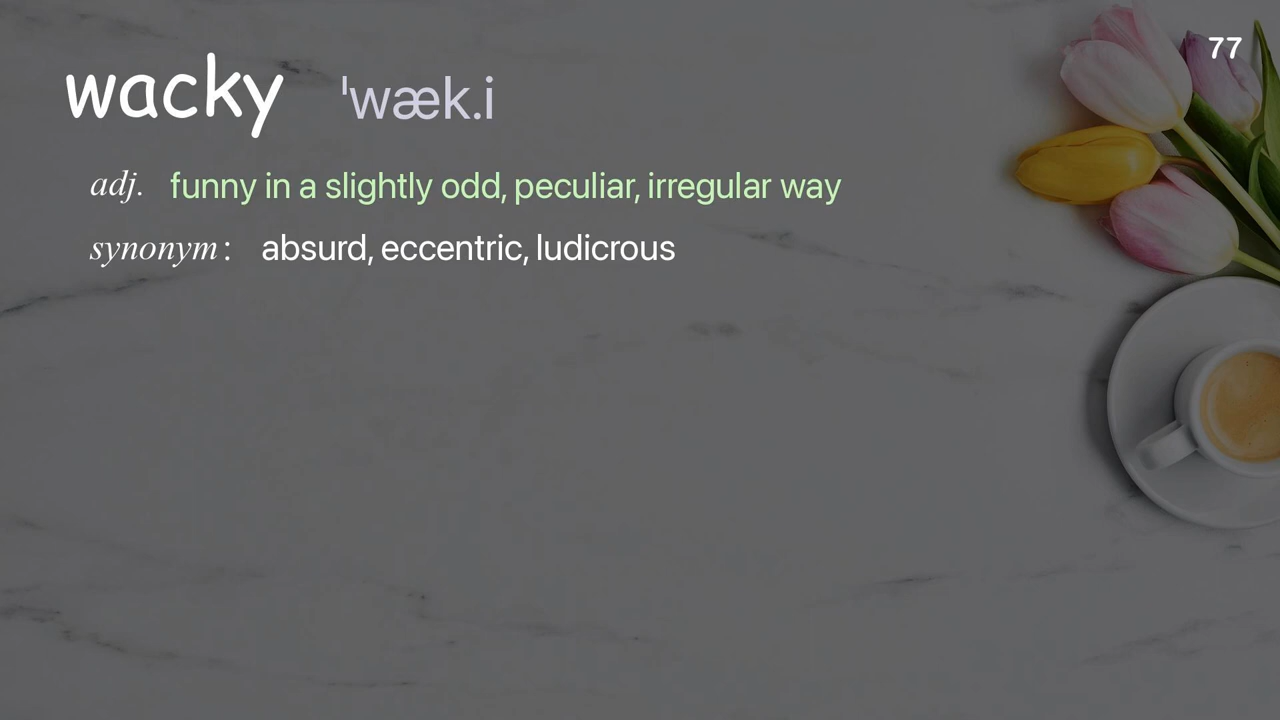 77
wacky ˈwæk.i
adj. funny in a slightly odd, peculiar, irregular way
synonym : absurd, eccentric, ludicrous